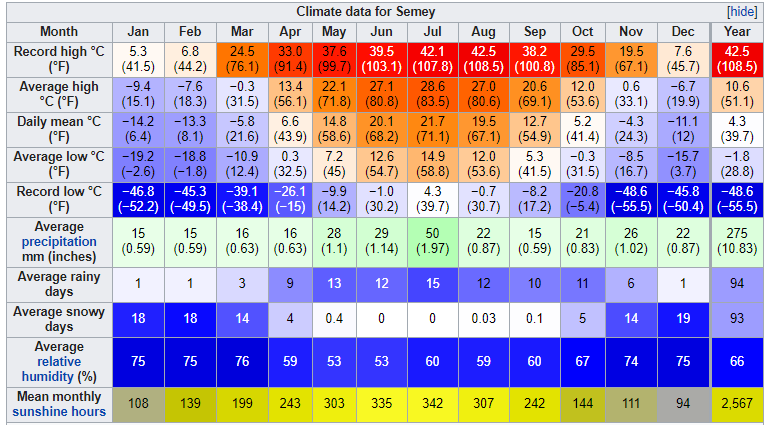 Climate data for Semey [hide]
Month Jan Feb Mar Apr May Jun Jul Aug Sep Oct Nov Dec Year
Record high °C 5.3 6.8 24.5 33.0 37.6 39.5 42.1 42.5 38.2 29.5 19.5 7.6 42.5
(°F) (41.5) (44.2) (76.1) (91.4) (99.7) (103.1) (107.8) (108.5) (100.8) (85.1) (67.1) (45.7) (108.5)
Average high −9.4 −7.6 −0.3 13.4 22.1 27.1 28.6 27.0 20.6 12.0 0.6 −6.7 10.6
°C (°F) (15.1) (18.3) (31.5) (56.1) (71.8) (80.8) (83.5) (80.6) (69.1) (53.6) (33.1) (19.9) (51.1)
Daily mean °C −14.2 −13.3 −5.8 6.6 14.8 20.1 21.7 19.5 12.7 5.2 −4.3 −11.1 4.3
(°F) (6.4) (8.1) (21.6) (43.9) (58.6) (68.2) (71.1) (67.1) (54.9) (41.4) (24.3) (12) (39.7)
Average low °C −19.2 −18.8 −10.9 0.3 7.2 12.6 14.9 12.0 5.3 −0.3 −8.5 −15.7 −1.8
(°F) (−2.6) (−1.8) (12.4) (32.5) (45) (54.7) (58.8) (53.6) (41.5) (31.5) (16.7) (3.7) (28.8)
Record low °C −46.8 −45.3 −39.1 −26.1 −9.9 −1.0 4.3 −0.7 −8.2 −20.8 −48.6 −45.8 −48.6
(°F) (−52.2) (−49.5) (−38.4) (−15) (14.2) (30.2) (39.7) (30.7) (17.2) (−5.4) (−55.5) (−50.4) (−55.5)
Average
precipitation 15 15 16 16 28 29 50 22 15 21 26 22 275
mm (inches) (0.59) (0.59) (0.63) (0.63) (1.1) (1.14) (1.97) (0.87) (0.59) (0.83) (1.02) (0.87) (10.83)
Average rainy
days 1 1 3 9 13 12 15 12 10 11 6 1 94
Average snowy
days 18 18 14 4 0.4 0 0 0.03 0.1 5 14 19 93
Average
relative 75 75 76 59 53 53 60 59 60 67 74 75 66
humidity (%)
Mean monthly
sunshine hours 108 139 199 243 303 335 342 307 242 144 111 94 2,567